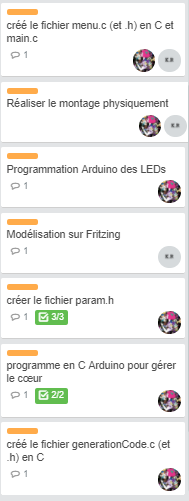 créé le fichier menu.c (et .h) en C et
main.c
1
Réaliser le montage physiquement
Programmation Arduino des LEDs
1
Modélisation sur Fritzing
1
créer le fichier param.h
1 3/3
programme en C Arduino pour gérer
le cœur
1 2/2
créé le fichier generationCode.c (et
.h) en C
1